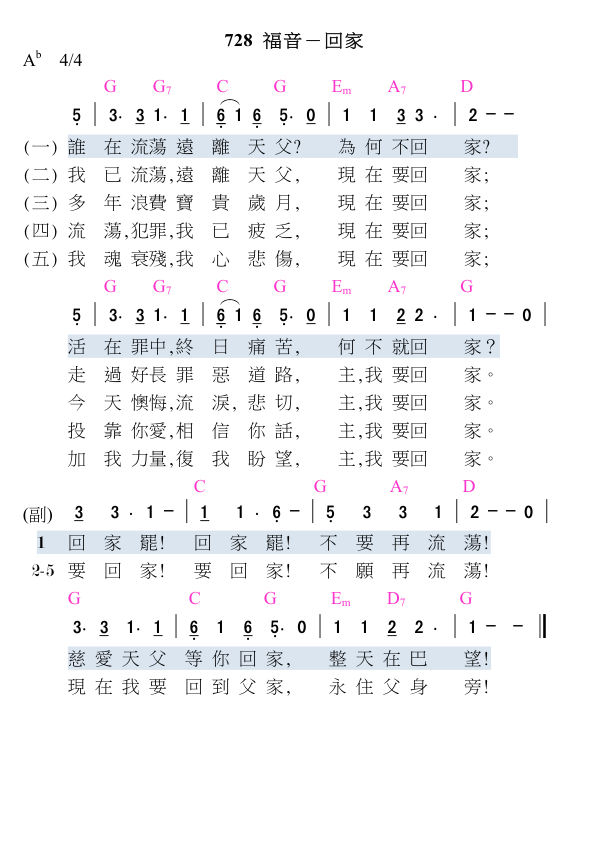 728 福音－回家
Ab 4/4
G G7 C G Em A7 D
5 | 3· 3 1· 1 | 6 1 6 5· 0 | 1 1 3 3 · | 2 – –
(一) 誰 在 流蕩 遠 離 天 父? 為 何 不回 家?
(二) 我 已 流蕩,遠 離 天 父, 現 在 要回 家;
(三) 多 年 浪費 寶 貴 歲 月, 現 在 要回 家;
(四) 流 蕩,犯罪,我 已 疲 乏, 現 在 要回 家;
(五) 我 魂 衰殘,我 心 悲 傷, 現 在 要回 家;
G G7 C G Em A7 G
5 | 3· 3 1· 1 | 6 1 6 5· 0 | 1 1 2 2 · | 1 – – 0 |
活 在 罪中,終 日 痛 苦, 何 不 就回 家?
走 過 好長 罪 惡 道 路, 主,我 要回 家。
今 天 懊悔,流 淚, 悲 切, 主,我 要回 家。
投 靠 你愛,相 信 你 話, 主,我 要回 家。
加 我 力量,復 我 盼 望, 主,我 要回 家。
C G A7 D
(副) 3 3 · 1 – | 1 1 · 6 – | 5 3 3 1 | 2 – – 0 |
1 回 家 罷! 回 家 罷! 不 要 再 流 蕩!
2-5 要 回 家! 要 回 家! 不 願 再 流 蕩!
G C G Em D7 G
3· 3 1· 1 | 6 1 6 5· 0 | 1 1 2 2 · | 1 – – ‖
慈 愛 天 父 等 你 回 家, 整 天 在 巴 望!
現 在 我 要 回 到 父 家, 永 住 父 身 旁!